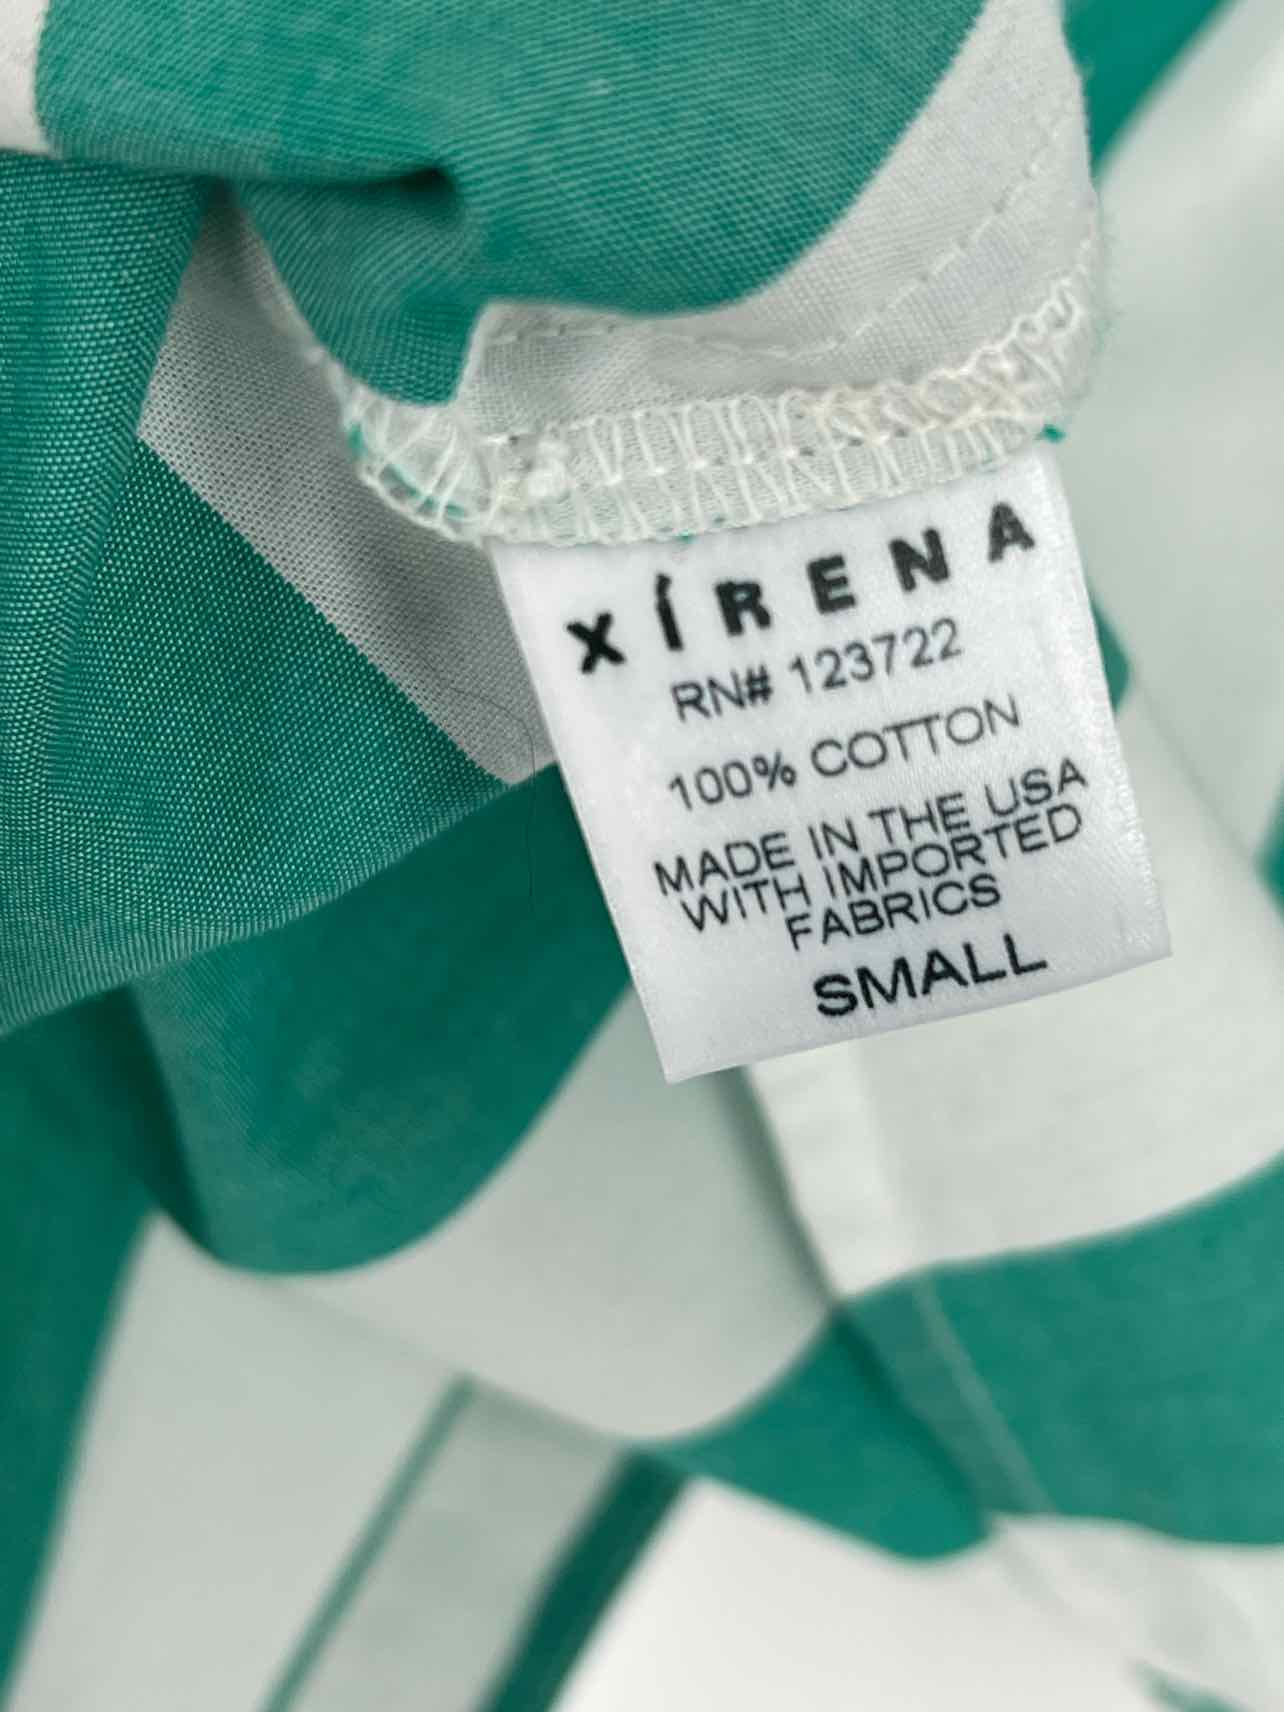 XÍRENA
RN# 123722
100% COTTON
MADE IN THE USA
WITH IMPORTED
FABRICS
SMALL